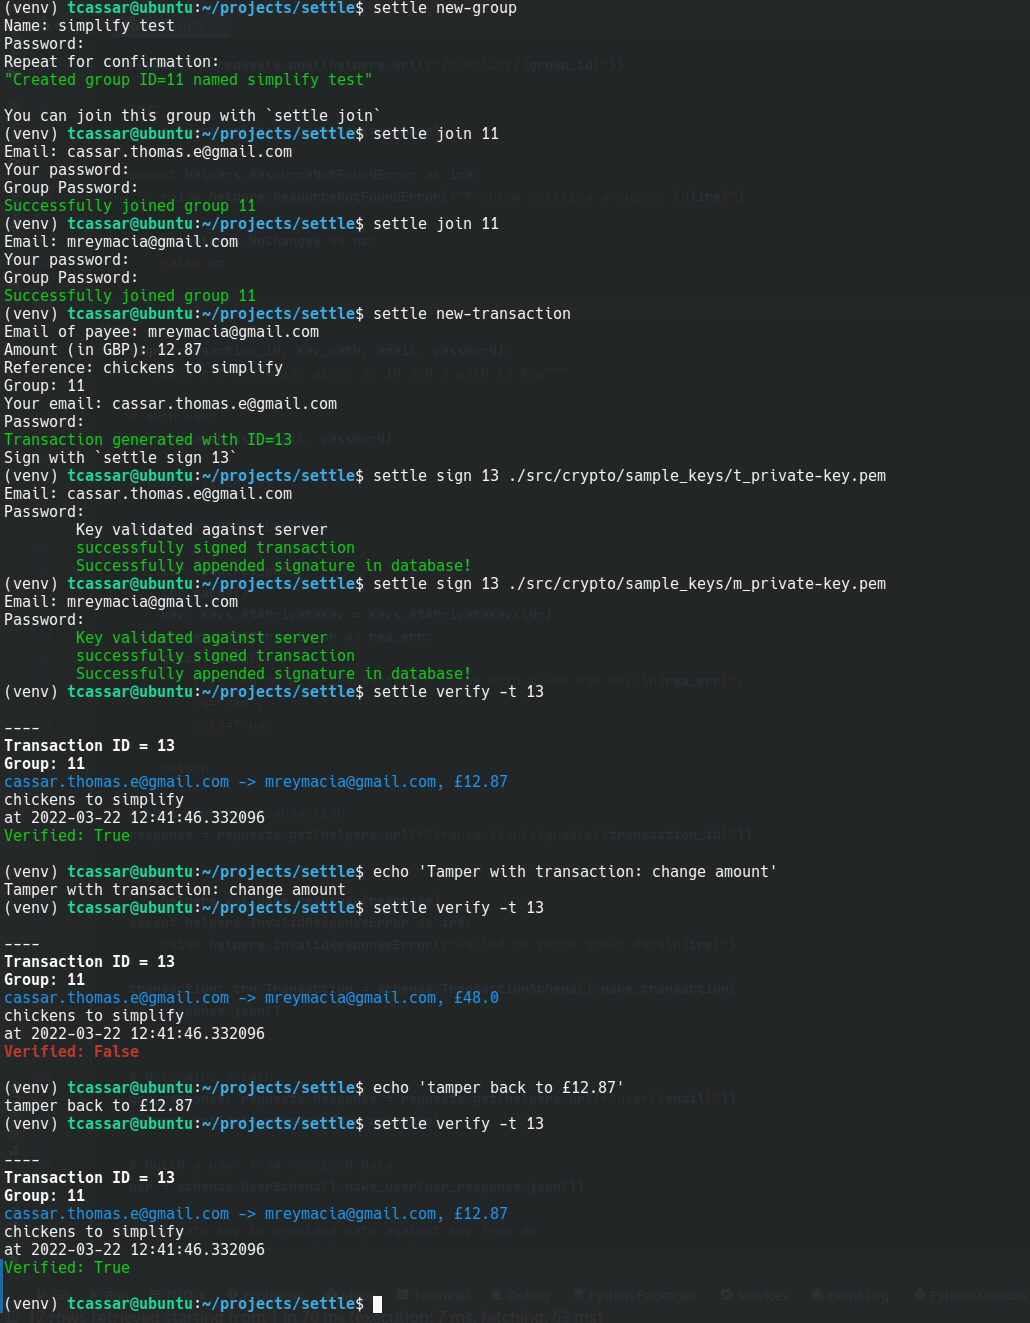 (venv) tcassar@ubuntu:~/projects/settle$ settle new-group
Name: simplify test
Password:
Repeat for confirmation:
"Created group ID=11 named simplify test"
You can join this group with `settle join`
(venv) tcassar@ubuntu:~/projects/settle$ settle join 11
Email: cassar.thomas.e@gmail.com
Your password:
Group Password:
Successfully joined group 11
(venv) tcassar@ubuntu:~/projects/settle$ settle join 11
Email: mreymacia@gmail.com
Your password:
Group Password:
Successfully joined group 11
(venv) tcassar@ubuntu:~/projects/settle$ settle new-transaction
Email of payee: mreymacia@gmail.com
Amount (in GBP): 12.87
Reference: chickens to simplify
Group: 11
Your email: cassar.thomas.e@gmail.com
Password:
Transaction generated with ID=13
Sign with `settle sign 13`
(venv) tcassar@ubuntu:~/projects/settle$ settle sign 13 ./src/crypto/sample_keys/t_private-key.pem
Email: cassar.thomas.e@gmail.com
Password:
Key validated against server
successfully signed transaction
Successfully appended signature in database!
(venv) tcassar@ubuntu:~/projects/settle$ settle sign 13 ./src/crypto/sample_keys/m_private-key.pem
Email: mreymacia@gmail.com
Password:
Key validated against server
successfully signed transaction
Successfully appended signature in database!
(venv) tcassar@ubuntu:~/projects/settle$ settle verify -t 13
----
Transaction ID = 13
Group: 11
cassar.thomas.e@gmail.com -> mreymacia@gmail.com, £12.87
chickens to simplify
at 2022-03-22 12:41:46.332096
Verified: True
(venv) tcassar@ubuntu:~/projects/settle$ echo 'Tamper with transaction: change amount'
Tamper with transaction: change amount
(venv) tcassar@ubuntu:~/projects/settle$ settle verify -t 13
----
Transaction ID = 13
Group: 11
cassar.thomas.e@gmail.com -> mreymacia@gmail.com, £48.0
chickens to simplify
at 2022-03-22 12:41:46.332096
Verified: False
(venv) tcassar@ubuntu:~/projects/settle$ echo 'tamper back to £12.87'
tamper back to £12.87
(venv) tcassar@ubuntu:~/projects/settle$ settle verify -t 13
----
Transaction ID = 13
Group: 11
cassar.thomas.e@gmail.com -> mreymacia@gmail.com, £12.87
chickens to simplify
at 2022-03-22 12:41:46.332096
Verified: True
(venv) tcassar@ubuntu:~/projects/settle$